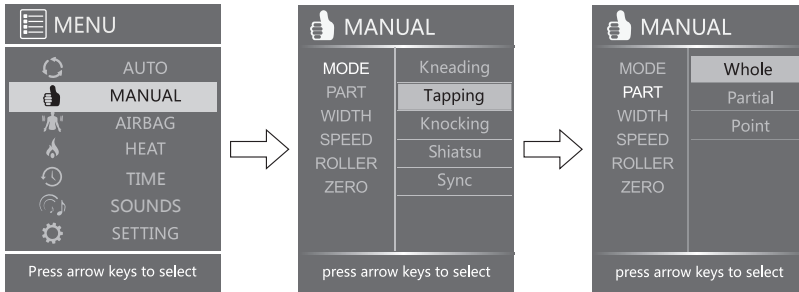 MENU
AUTO
MANUAL
AIRBAG
HEAT
TIME
SOUNDS
SETTING
Press arrow keys to select
MANUAL
MODE
PART
WIDTH
SPEED
ROLLER
ZERO
Kneading
Tapping
Knocking
Shiatsu
Sync
press arrow keys to select
MANUAL
MODE
PART
WIDTH
SPEED
ROLLER
ZERO
Whole
Partial
Point
press arrow keys to select